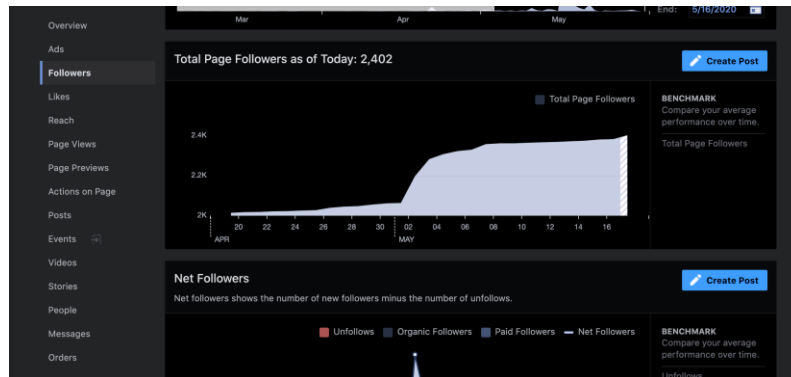 Overview
Ads
Followers
Likes
Reach
Page Views
Page Previews
Actions on Page
Posts
Events
Videos
Stories
People
Messages
Orders
Mar Apr May
End: 5/16/2020
Total Page Followers as of Today: 2,402
Create Post
Total Page Followers
2.4K
2.2K
2K
20 22 24 26 28 30 02 04 06 08 10 12 14 16
APR MAY
BENCHMARK
Compare your average
performance over time.
Total Page Followers
Net Followers
Create Post
Net followers shows the number of new followers minus the number of unfollows.
Unfollows Organic Followers Paid Followers Net Followers
BENCHMARK
Compare your average
performance over time.
Unfollows